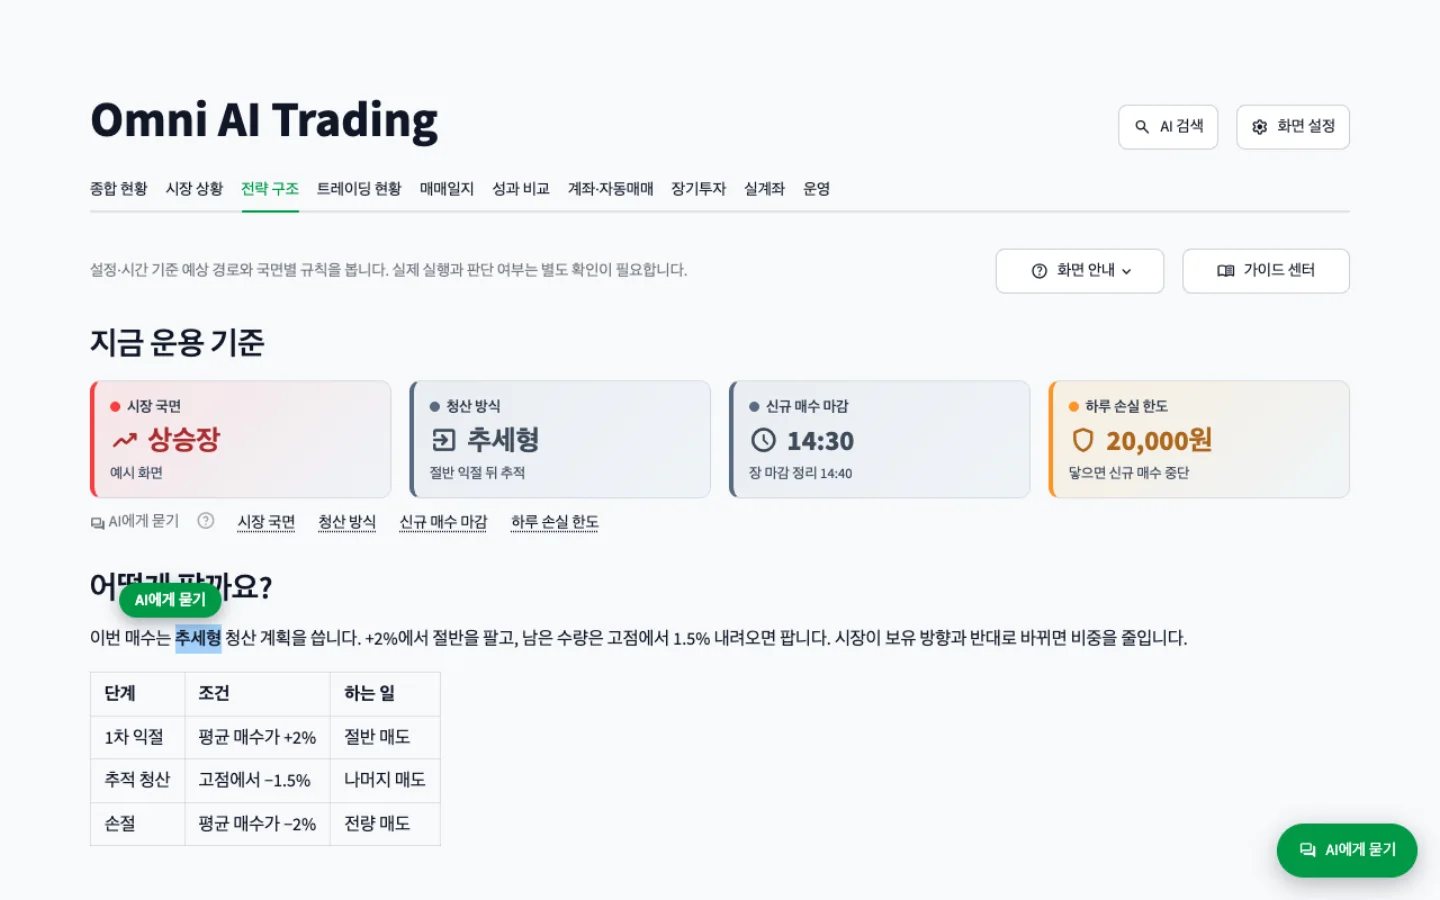 Omni AI Trading
AI 검색
화면 설정
종합 현황 시장 상황 전략 구조 트레이딩 현황 매매일지 성과 비교 계좌·자동매매 장기투자 실계좌 운영
설정·시간 기준 예상 경로와 국면별 규칙을 봅니다. 실제 실행과 판단 여부는 별도 확인이 필요합니다.
화면 안내
가이드 센터
지금 운용 기준
시장 국면
상승장
예시 화면
청산 방식
추세형
절반 익절 뒤 추적
신규 매수 마감
14:30
장 마감 정리 14:40
하루 손실 한도
20,000원
닿으면 신규 매수 중단
AI에게 묻기 ? 시장 국면 청산 방식 신규 매수 마감 하루 손실 한도
어떻게 팔까요?
AI에게 묻기
이번 매수는 추세형 청산 계획을 씁니다. +2%에서 절반을 팔고, 남은 수량은 고점에서 1.5% 내려오면 팝니다. 시장이 보유 방향과 반대로 바뀌면 비중을 줄입니다.
단계 조건 하는 일
1차 익절 평균 매수가 +2% 절반 매도
추적 청산 고점에서 −1.5% 나머지 매도
손절 평균 매수가 −2% 전량 매도
AI에게 묻기